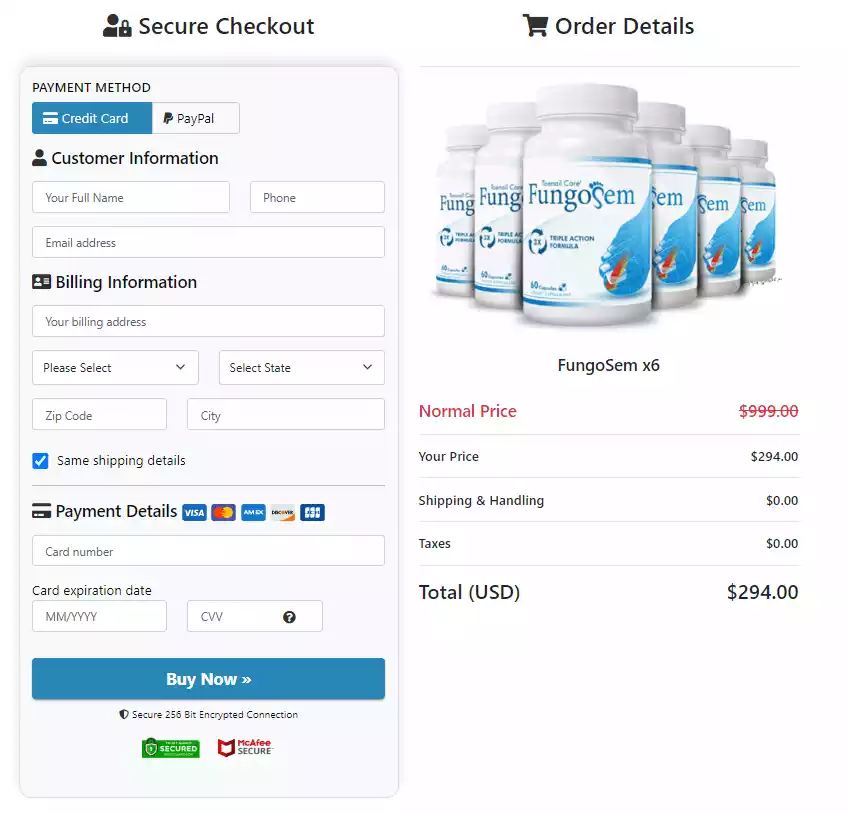 Secure Checkout
PAYMENT METHOD
Credit Card
PayPal
Customer Information
Your Full Name
Phone
Email address
Billing Information
Your billing address
Please Select
Select State
Zip Code
City
Same shipping details
Payment Details
VISA
AMEX
DISCOVER
JCB
Card number
Card expiration date
MM/YYYY
CVV
?
Buy Now »
Secure 256 Bit Encrypted Connection
SECURED
McAfee
SECURE
Order Details
Toenail Care
FungoSem
3X
TRIPLE ACTION
FORMULA
60 Capsules
FungoSem x6
Normal Price
$999.00
Your Price
$294.00
Shipping & Handling
$0.00
Taxes
$0.00
Total (USD)
$294.00